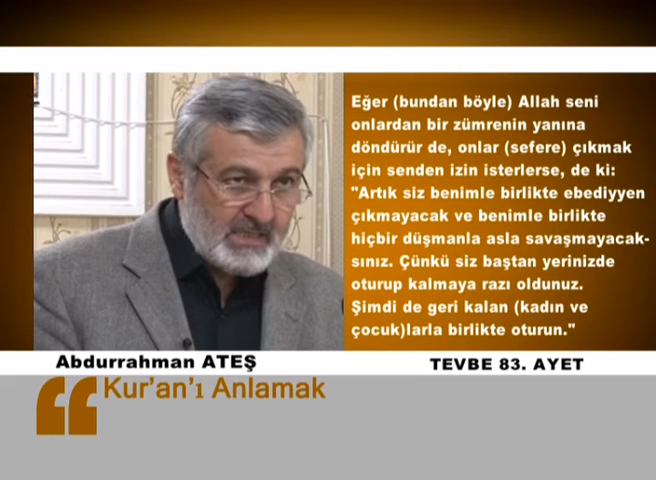 Eğer (bundan böyle) Allah seni
onlardan bir zümrenin yanına
döndürür de, onlar (sefere) çıkmak
için senden izin isterlerse, de ki:
"Artık siz benimle birlikte ebediyyen
çıkmayacak ve benimle birlikte
hiçbir düşmanla asla savaşmayacak-
sınız. Çünkü siz baştan yerinizde
oturup kalmaya razı oldunuz.
Şimdi de geri kalan (kadın ve
çocuk)larla birlikte oturun."
Abdurrahman ATEŞ
TEVBE 83. AYET
Kur'an'ı Anlamak